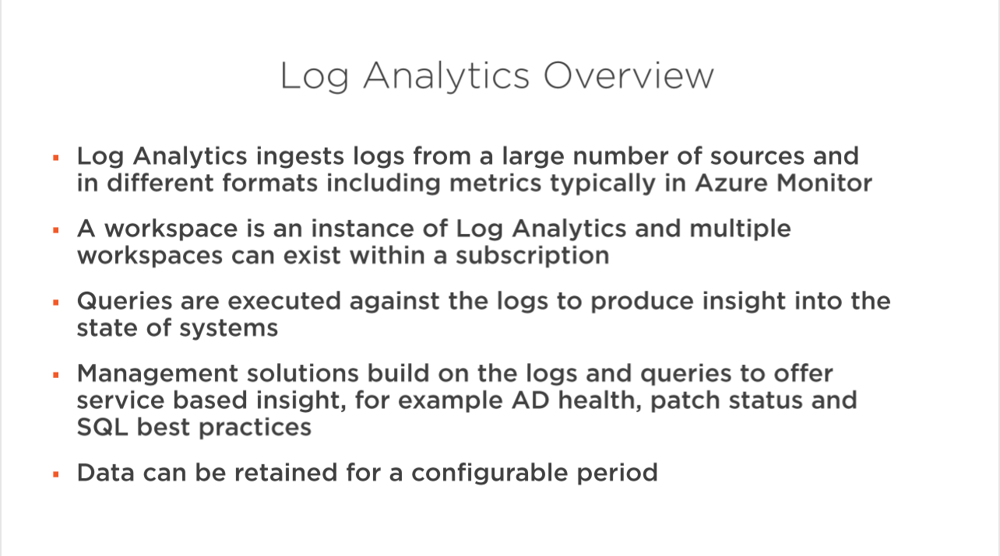 Log Analytics Overview
▪ Log Analytics ingests logs from a large number of sources and
in different formats including metrics typically in Azure Monitor
▪ A workspace is an instance of Log Analytics and multiple
workspaces can exist within a subscription
▪ Queries are executed against the logs to produce insight into the
state of systems
▪ Management solutions build on the logs and queries to offer
service based insight, for example AD health, patch status and
SQL best practices
▪ Data can be retained for a configurable period